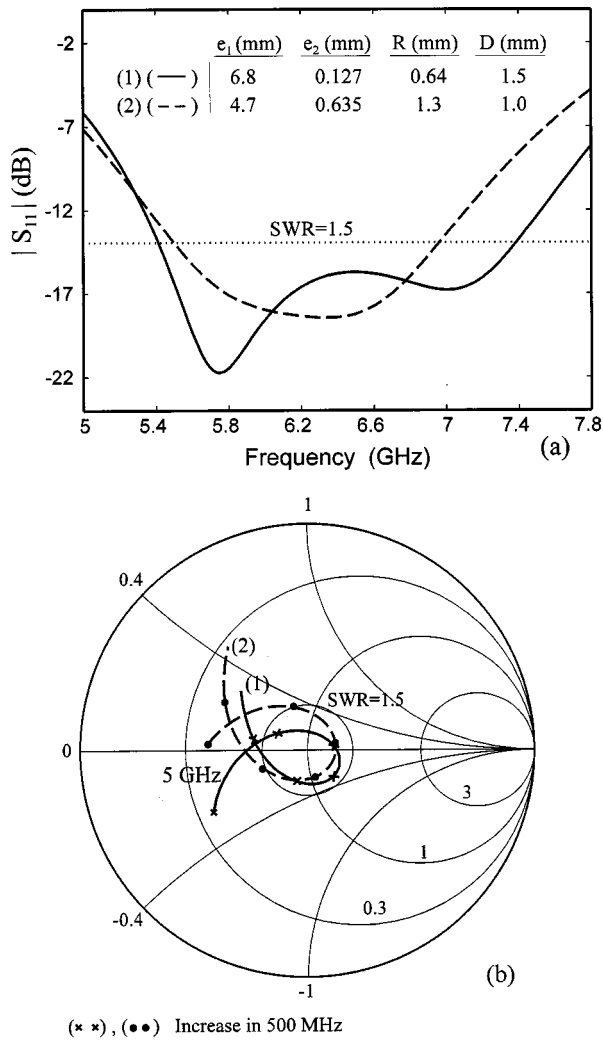 -2
e₁ (mm) e₂ (mm) R (mm) D (mm)
(1) ( — ) 6.8 0.127 0.64 1.5
(2) ( -- ) 4.7 0.635 1.3 1.0
-7
|S₁₁| (dB)
-12
SWR=1.5
-17
-22
5 5.4 5.8 6.2 6.6 7 7.4 7.8
Frequency (GHz)
(a)
1
0.4
(2)
(1)
SWR=1.5
0
5 GHz
3
1
0.3
-0.4
-1
(b)
(× ×) , (●●) Increase in 500 MHz